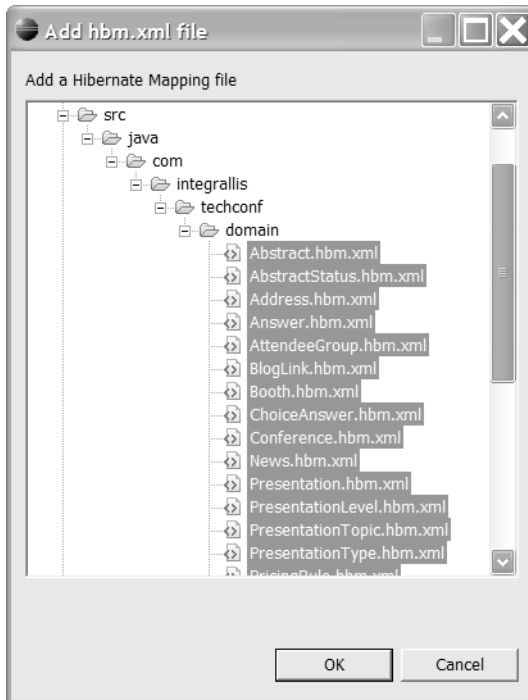 Add hbm.xml file
Add a Hibernate Mapping file
src
java
com
integrallis
techconf
domain
Abstract.hbm.xml
AbstractStatus.hbm.xml
Address.hbm.xml
Answer.hbm.xml
AttendeeGroup.hbm.xml
BlogLink.hbm.xml
Booth.hbm.xml
ChoiceAnswer.hbm.xml
Conference.hbm.xml
News.hbm.xml
Presentation.hbm.xml
PresentationLevel.hbm.xml
PresentationTopic.hbm.xml
PresentationType.hbm.xml
PricingRule.hbm.xml
OK Cancel